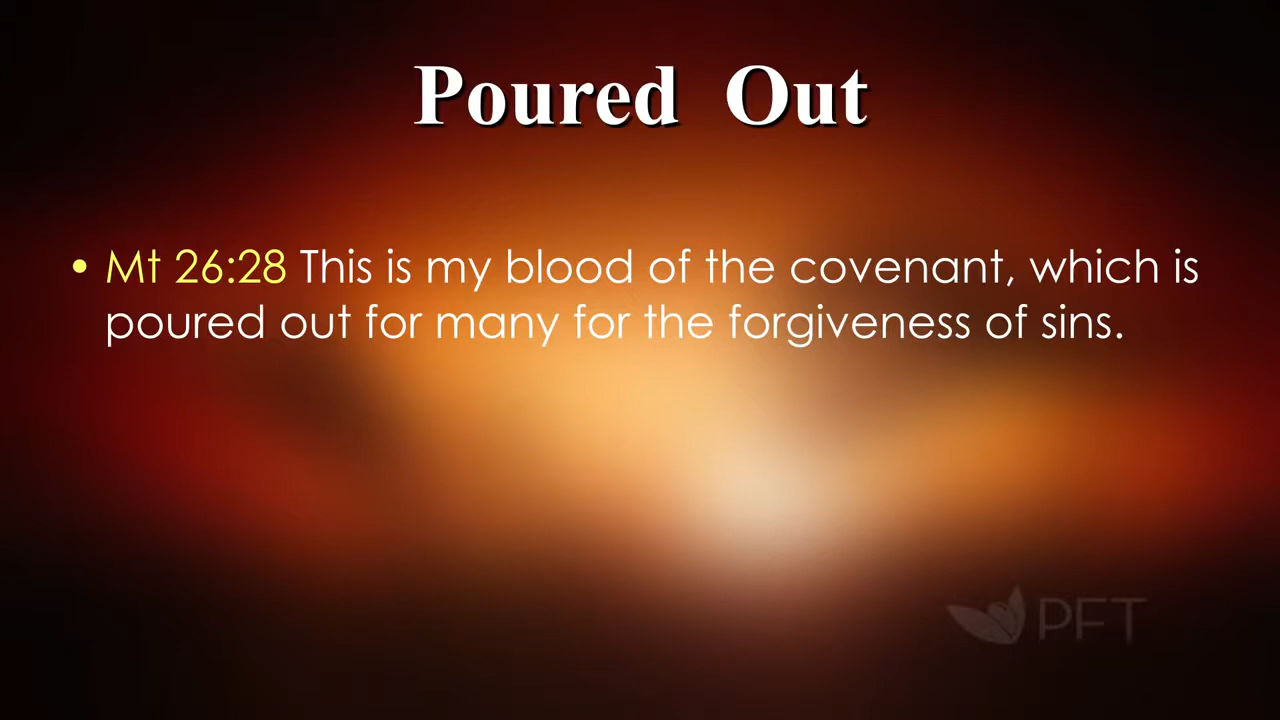 Poured Out
• Mt 26:28 This is my blood of the covenant, which is
poured out for many for the forgiveness of sins.
PFT